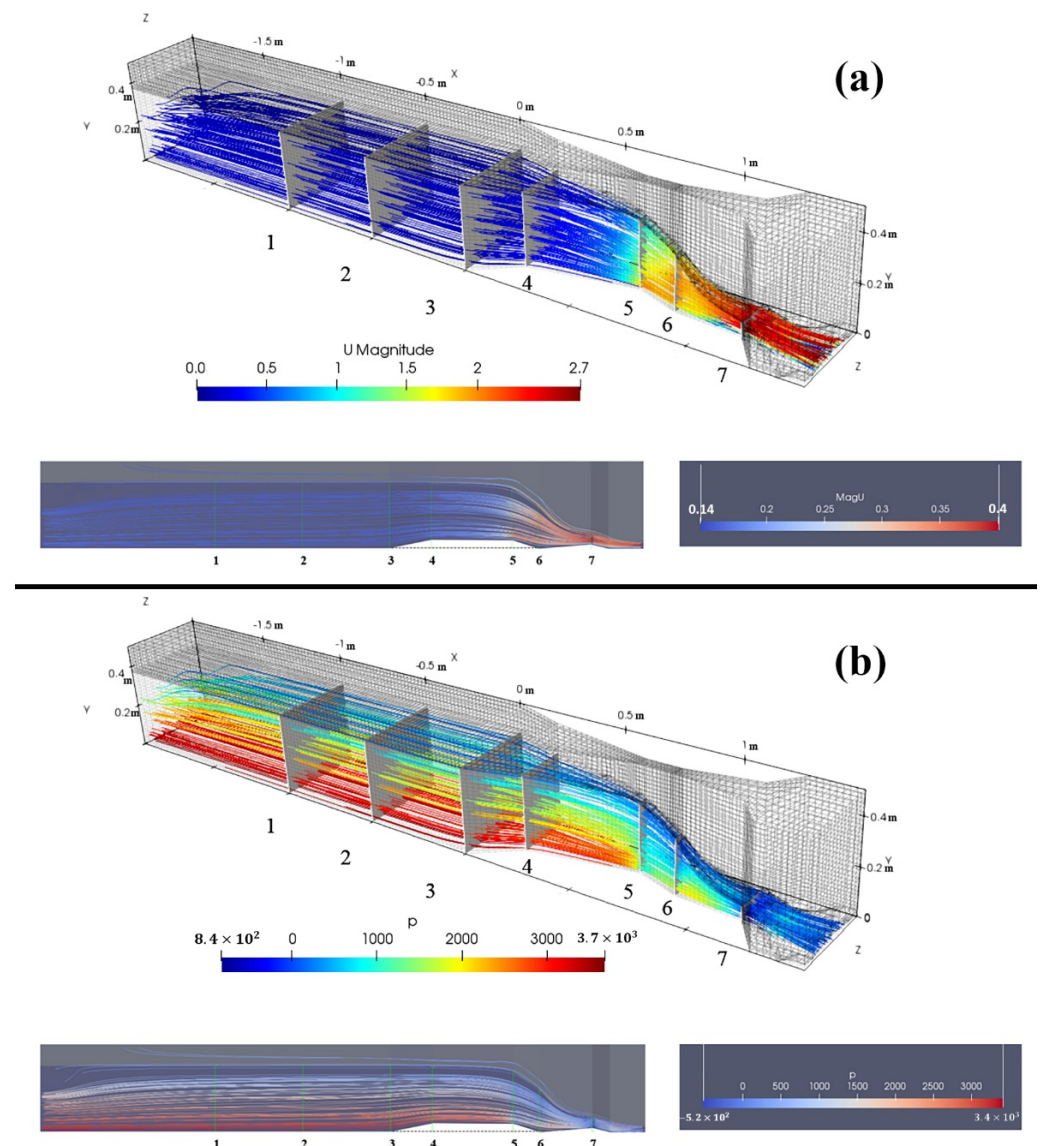 Z
-1.5 m
-1 m
X
-0.5 m
0 m
0.5 m
1 m
0.4
m
0.2 m
Y
(a)
0.4 m
Y
0.2 m
0
Z
1
2
3
4
5
6
7
U Magnitude
0.0 0.5 1 1.5 2 2.7
MagU
0.14 0.2 0.25 0.3 0.35 0.4
1 2 3 4 5 6 7
Z
-1.5 m
-1 m
X
-0.5 m
0 m
0.5 m
1 m
0.4
m
0.2 m
Y
(b)
0.4 m
Y
0.2 m
0
Z
1
2
3
4
5
6
7
p
8.4 × 10² 0 1000 2000 3000 3.7 × 10³
p
0 500 1000 1500 2000 2500 3000
−5.2 × 10² 3.4 × 10³
1 2 3 4 5 6 7